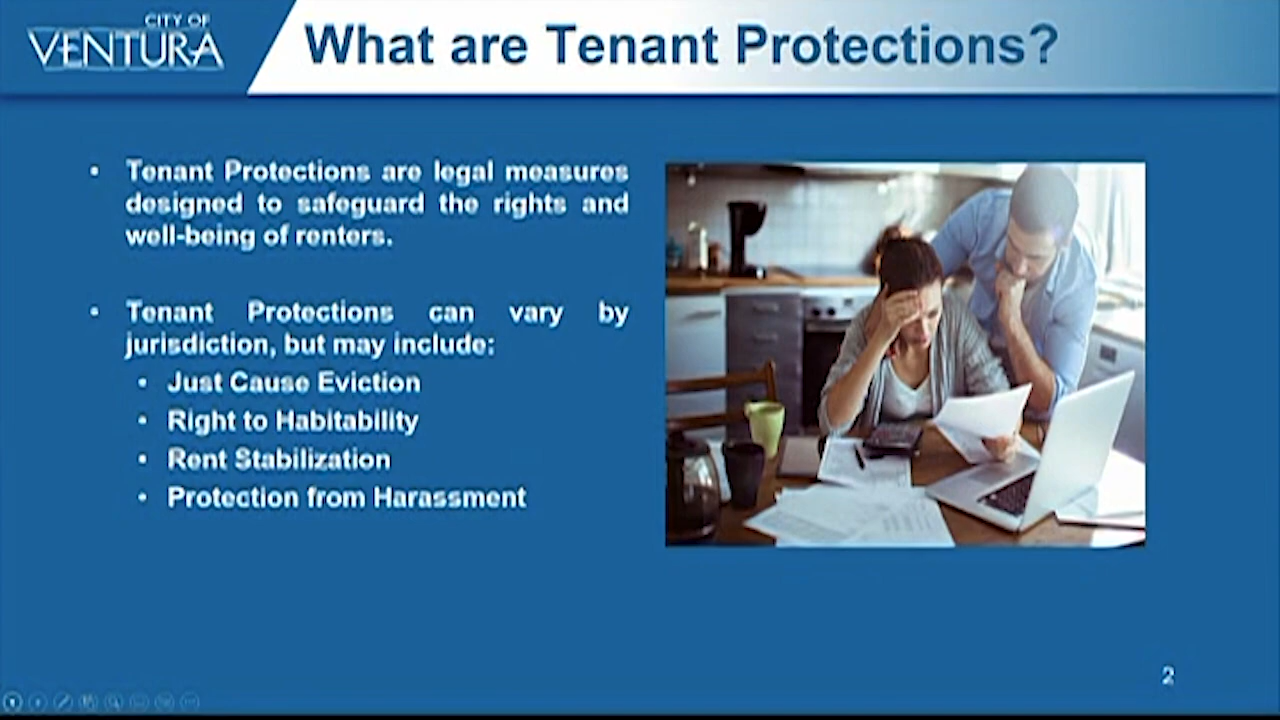 CITY OF
VENTURA
What are Tenant Protections?
• Tenant Protections are legal measures
designed to safeguard the rights and
well-being of renters.
• Tenant Protections can vary by
jurisdiction, but may include:
• Just Cause Eviction
• Right to Habitability
• Rent Stabilization
• Protection from Harassment
2